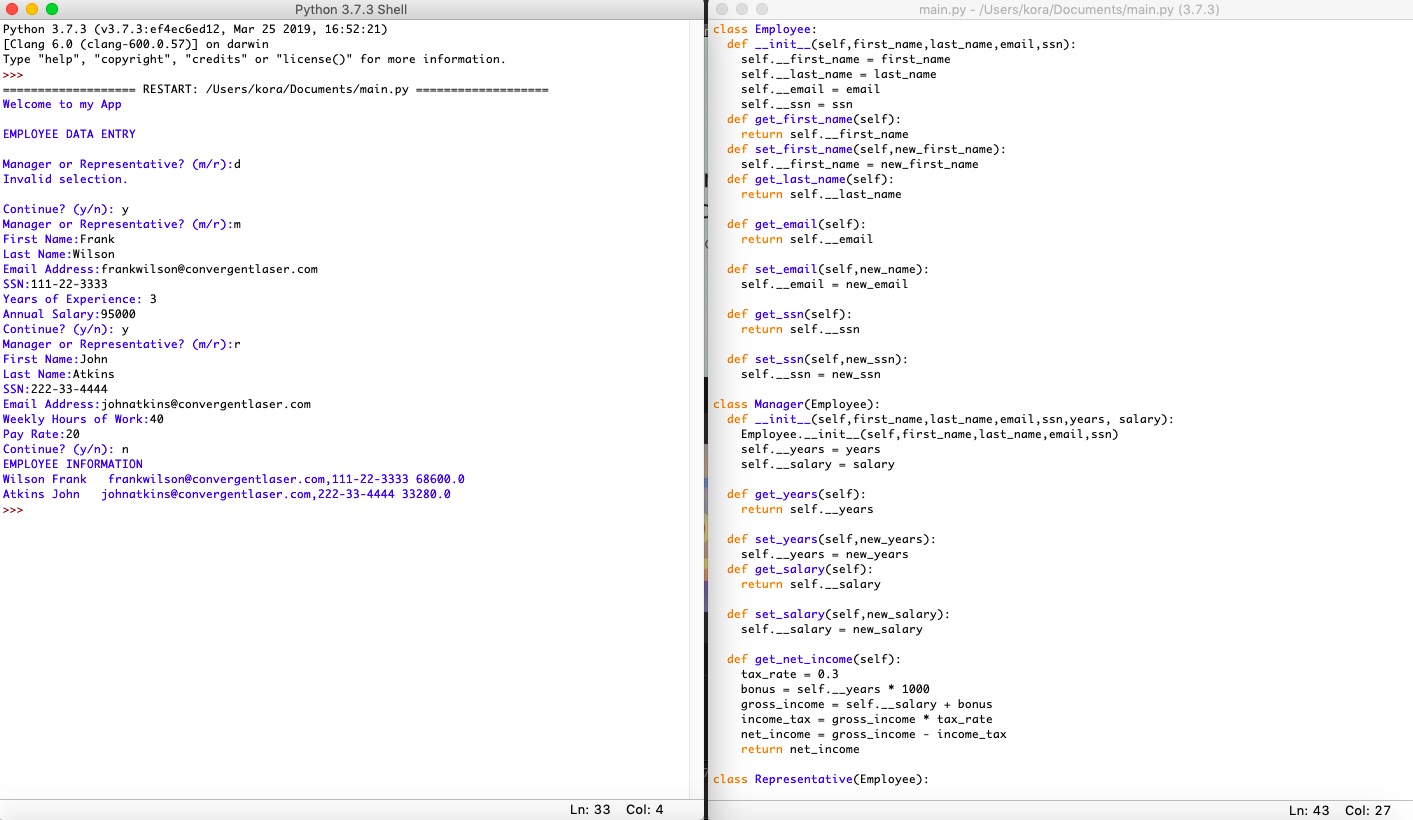 Python 3.7.3 Shell
Python 3.7.3 (v3.7.3:ef4ec6ed12, Mar 25 2019, 16:52:21)
[Clang 6.0 (clang-600.0.57)] on darwin
Type "help", "copyright", "credits" or "license()" for more information.
>>>
=================== RESTART: /Users/kora/Documents/main.py ===================
Welcome to my App

EMPLOYEE DATA ENTRY

Manager or Representative? (m/r):d
Invalid selection.

Continue? (y/n): y
Manager or Representative? (m/r):m
First Name:Frank
Last Name:Wilson
Email Address:frankwilson@convergentlaser.com
SSN:111-22-3333
Years of Experience: 3
Annual Salary:95000
Continue? (y/n): y
Manager or Representative? (m/r):r
First Name:John
Last Name:Atkins
SSN:222-33-4444
Email Address:johnatkins@convergentlaser.com
Weekly Hours of Work:40
Pay Rate:20
Continue? (y/n): n
EMPLOYEE INFORMATION
Wilson Frank   frankwilson@convergentlaser.com,111-22-3333 68600.0
Atkins John   johnatkins@convergentlaser.com,222-33-4444 33280.0
>>>
Ln: 33 Col: 4
main.py - /Users/kora/Documents/main.py (3.7.3)
class Employee:
  def __init__(self,first_name,last_name,email,ssn):
    self.__first_name = first_name
    self.__last_name = last_name
    self.__email = email
    self.__ssn = ssn
  def get_first_name(self):
    return self.__first_name
  def set_first_name(self,new_first_name):
    self.__first_name = new_first_name
  def get_last_name(self):
    return self.__last_name

  def get_email(self):
    return self.__email

  def set_email(self,new_name):
    self.__email = new_email

  def get_ssn(self):
    return self.__ssn

  def set_ssn(self,new_ssn):
    self.__ssn = new_ssn

class Manager(Employee):
  def __init__(self,first_name,last_name,email,ssn,years, salary):
    Employee.__init__(self,first_name,last_name,email,ssn)
    self.__years = years
    self.__salary = salary

  def get_years(self):
    return self.__years

  def set_years(self,new_years):
    self.__years = new_years
  def get_salary(self):
    return self.__salary

  def set_salary(self,new_salary):
    self.__salary = new_salary

  def get_net_income(self):
    tax_rate = 0.3
    bonus = self.__years * 1000
    gross_income = self.__salary + bonus
    income_tax = gross_income * tax_rate
    net_income = gross_income - income_tax
    return net_income

class Representative(Employee):
Ln: 43 Col: 27